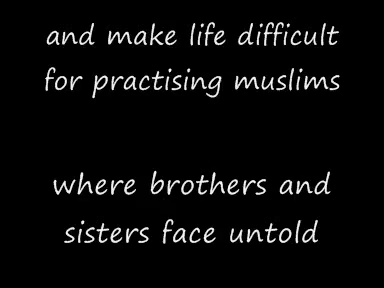 and make life difficult
for practising muslims
where brothers and
sisters face untold